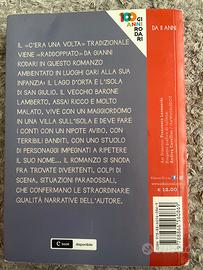 100 GIANNI RODARI
DA 11 ANNI
IL «C'ERA UNA VOLTA» TRADIZIONALE
VIENE «RADDOPPIATO» DA GIANNI
RODARI IN QUESTO ROMANZO
AMBIENTATO IN LUOGHI CARI ALLA SUA
INFANZIA: IL LAGO D'ORTA E L'ISOLA
DI SAN GIULIO. IL VECCHIO BARONE
LAMBERTO, ASSAI RICCO E MOLTO
MALATO, VIVE CON UN MAGGIORDOMO
IN UNA VILLA SULL'ISOLA E DEVE FARE
I CONTI CON UN NIPOTE AVIDO, CON
TERRIBILI BANDITI, CON UNO STUOLO
DI PERSONAGGI IMPEGNATI A RIPETERE
IL SUO NOME... IL ROMANZO SI SNODA
FRA TROVATE DIVERTENTI, COLPI DI
SCENA, SITUAZIONI PARADOSSALI,
CHE CONFERMANO LE STRAORDINARIE
QUALITÀ NARRATIVE DELL'AUTORE.
e book disponibile
€ 12,00